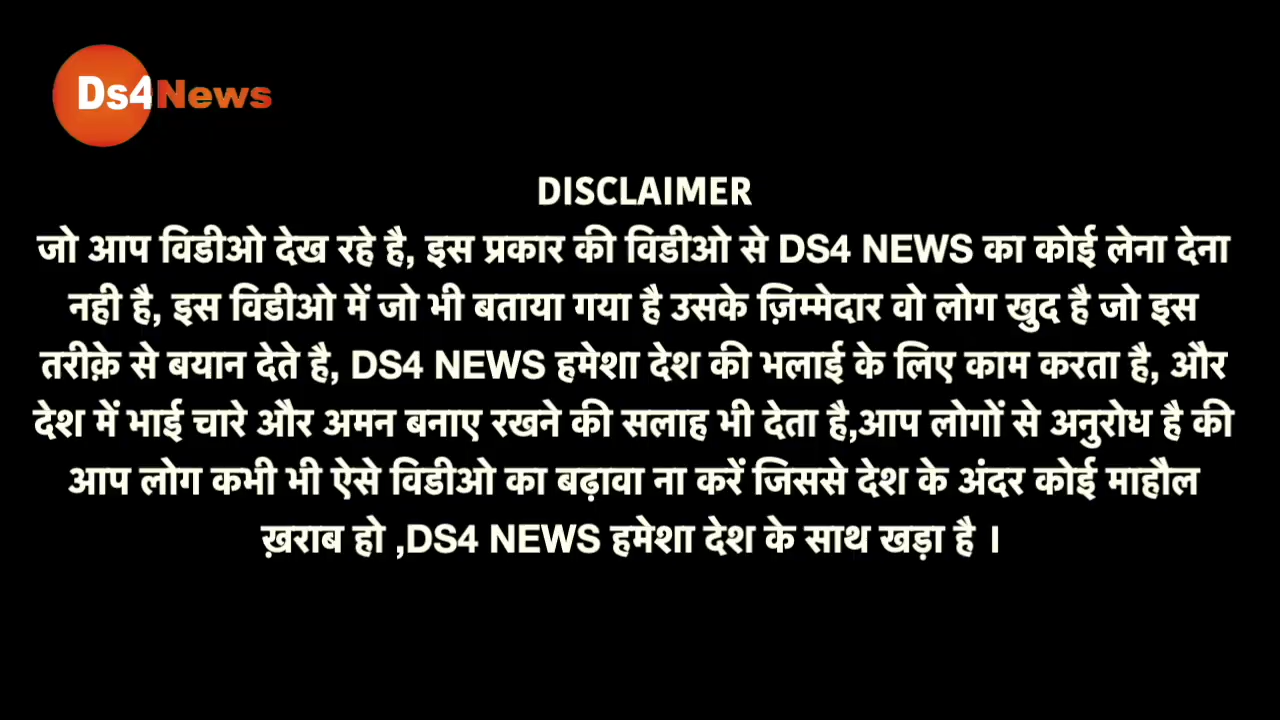 Ds4News
DISCLAIMER
जो आप विडीओ देख रहे है, इस प्रकार की विडीओ से DS4 NEWS का कोई लेना देना
नही है, इस विडीओ में जो भी बताया गया है उसके ज़िम्मेदार वो लोग खुद है जो इस
तरीक़े से बयान देते है, DS4 NEWS हमेशा देश की भलाई के लिए काम करता है, और
देश में भाई चारे और अमन बनाए रखने की सलाह भी देता है,आप लोगों से अनुरोध है की
आप लोग कभी भी ऐसे विडीओ का बढ़ावा ना करें जिससे देश के अंदर कोई माहौल
ख़राब हो ,DS4 NEWS हमेशा देश के साथ खड़ा है ।